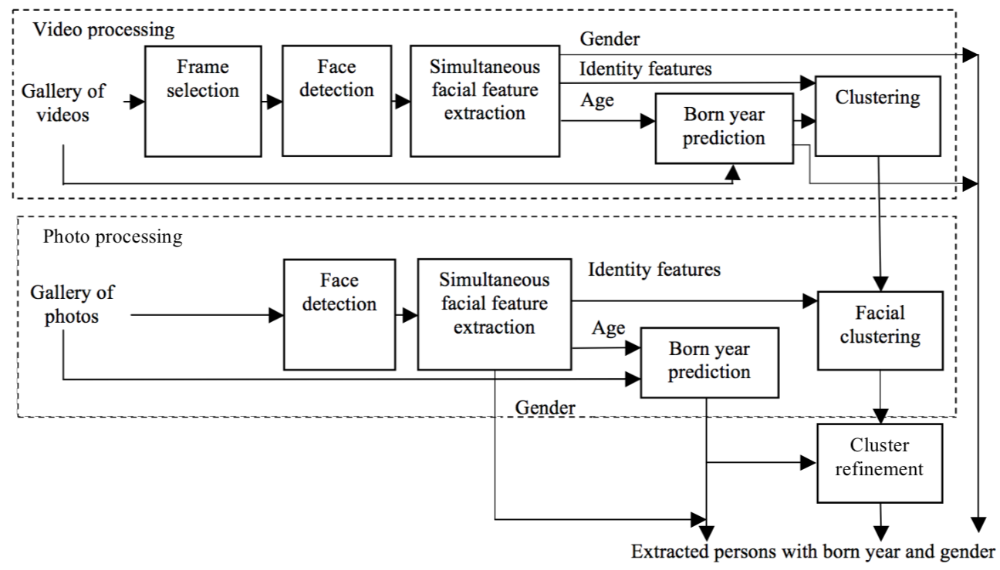 Video processing
Gallery of
videos
Frame
selection
Face
detection
Simultaneous
facial feature
extraction
Gender
Identity features
Age
Born year
prediction
Clustering
Photo processing
Gallery of
photos
Face
detection
Simultaneous
facial feature
extraction
Identity features
Age
Born year
prediction
Gender
Facial
clustering
Cluster
refinement
Extracted persons with born year and gender